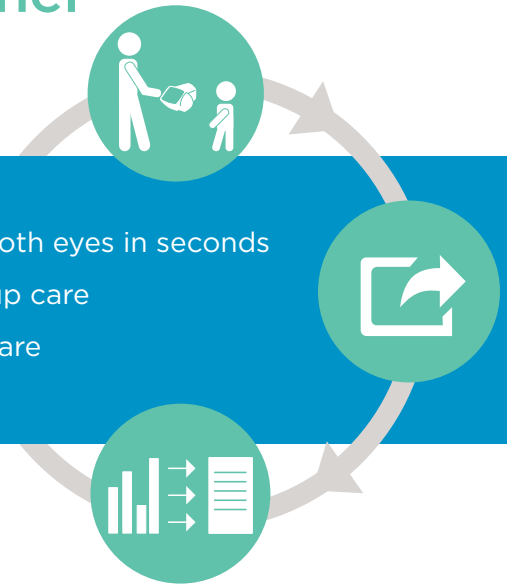 oth eyes in seconds
up care
are